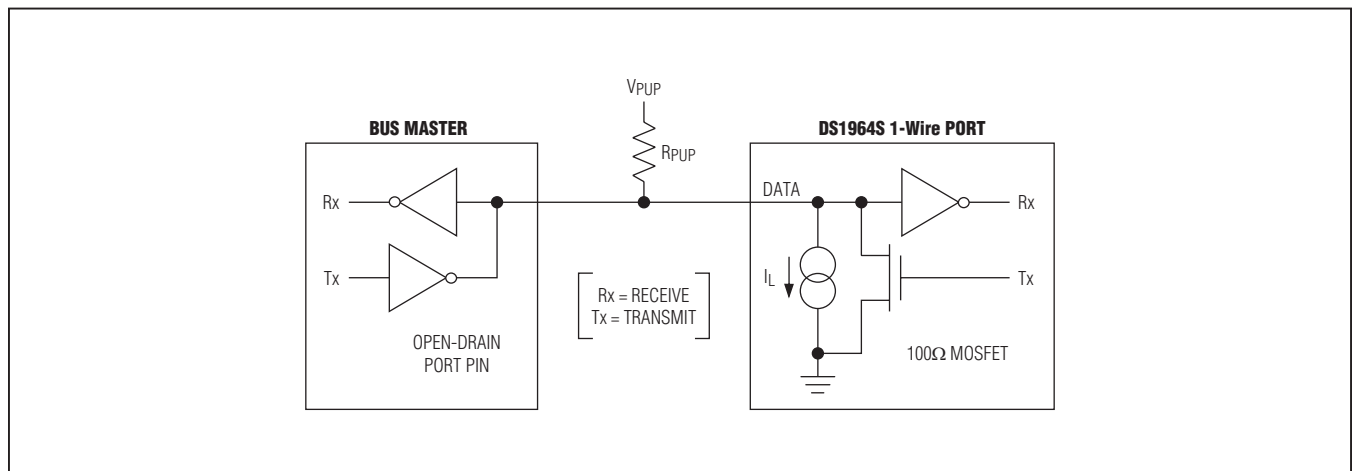 VPUP
BUS MASTER
DS1964S 1-Wire PORT
RPUP
DATA
Rx
Rx
Tx
IL
Tx
Rx = RECEIVE
Tx = TRANSMIT
OPEN-DRAIN
PORT PIN
100Ω MOSFET